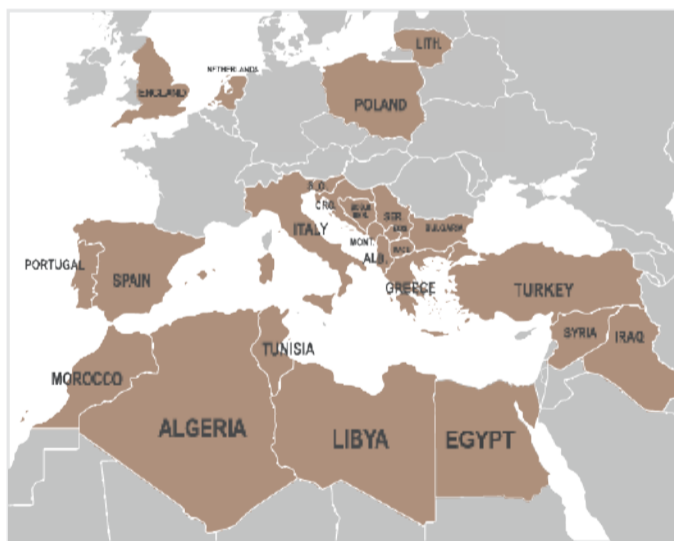 LITH.
NETHERLANDS
ENGLAND
POLAND
CRO.
SER.
BULGARIA
ITALY
MONT.
ALB.
PORTUGAL
SPAIN
GREECE
TURKEY
SYRIA
IRAQ
TUNISIA
MOROCCO
ALGERIA
LIBYA
EGYPT